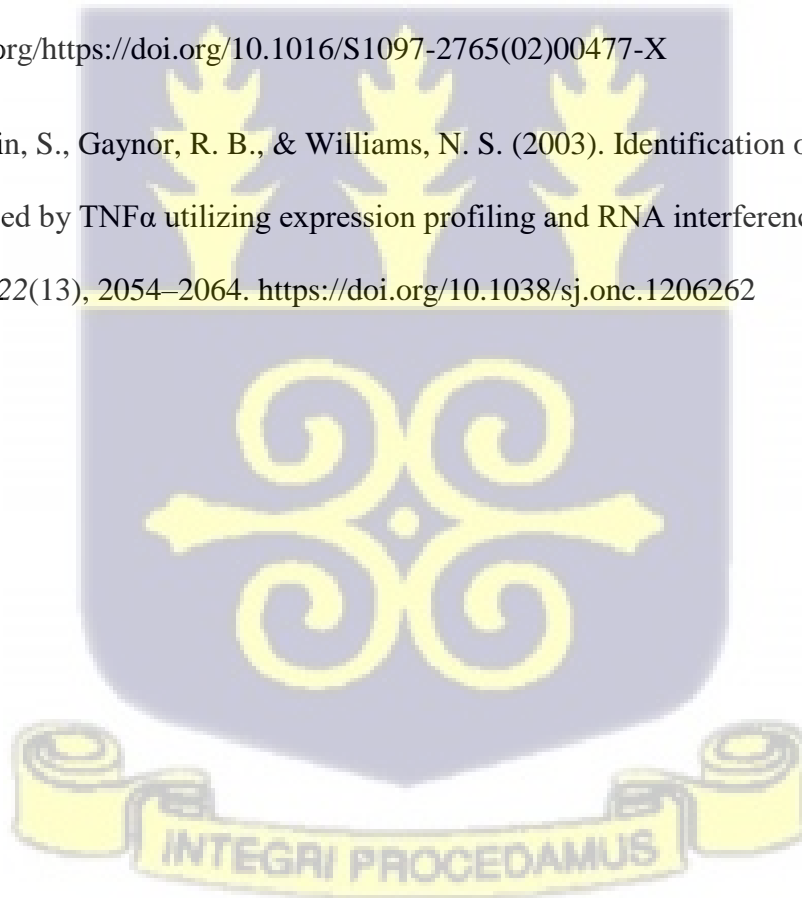 org/https://doi.org/10.1016/S1097-2765(02)00477-X
in, S., Gaynor, R. B., & Williams, N. S. (2003). Identification o
ed by TNFα utilizing expression profiling and RNA interferenc
22(13), 2054–2064. https://doi.org/10.1038/sj.onc.1206262
INTEGRI PROCEDAMUS